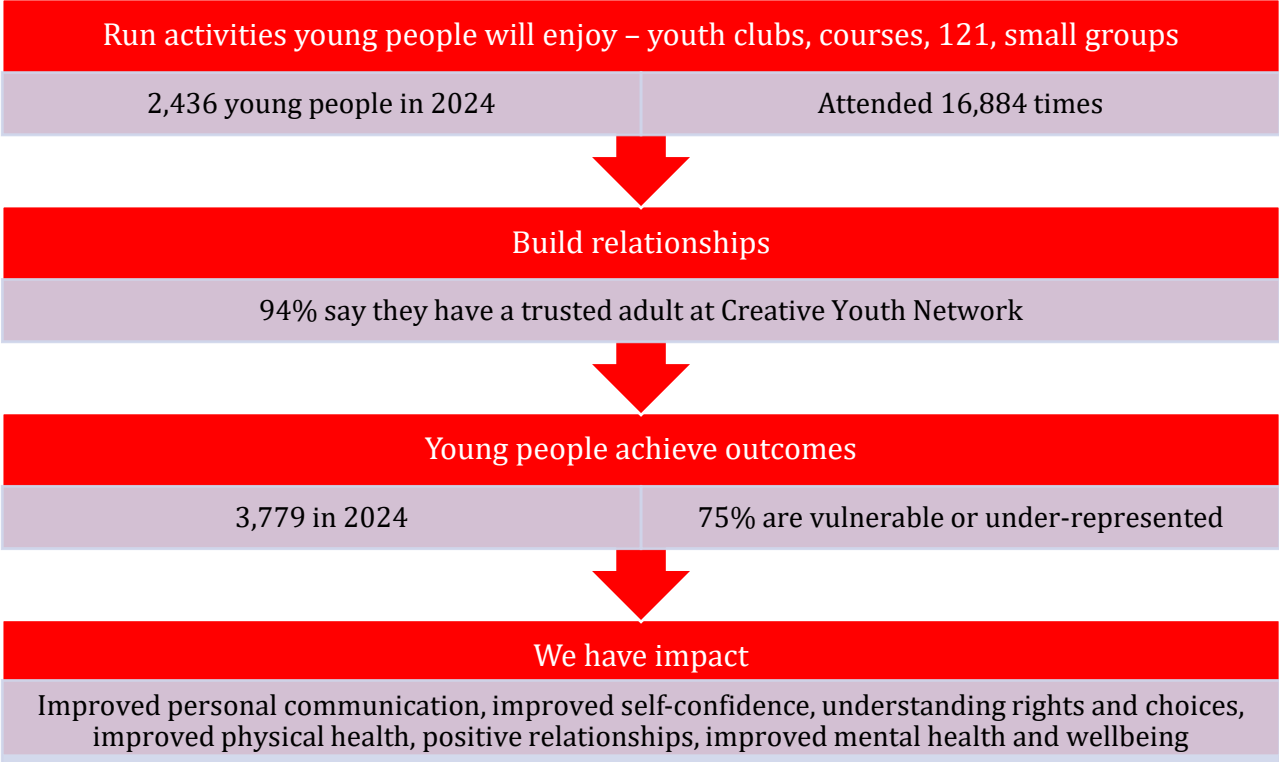 Run activities young people will enjoy – youth clubs, courses, 121, small groups
2,436 young people in 2024
Attended 16,884 times
Build relationships
94% say they have a trusted adult at Creative Youth Network
Young people achieve outcomes
3,779 in 2024
75% are vulnerable or under-represented
We have impact
Improved personal communication, improved self-confidence, understanding rights and choices,
improved physical health, positive relationships, improved mental health and wellbeing